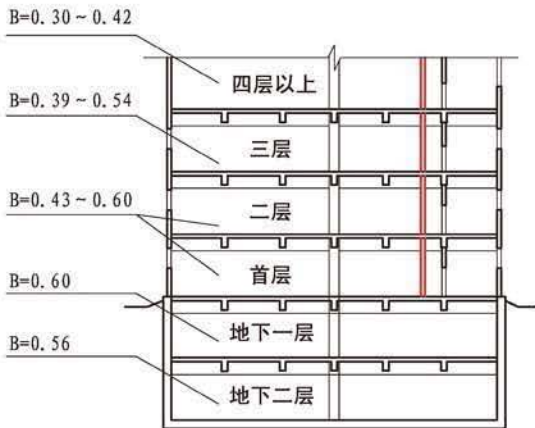 B=0.30~0.42
四层以上
B=0.39~0.54
三层
B=0.43~0.60
二层
首层
B=0.60
地下一层
B=0.56
地下二层